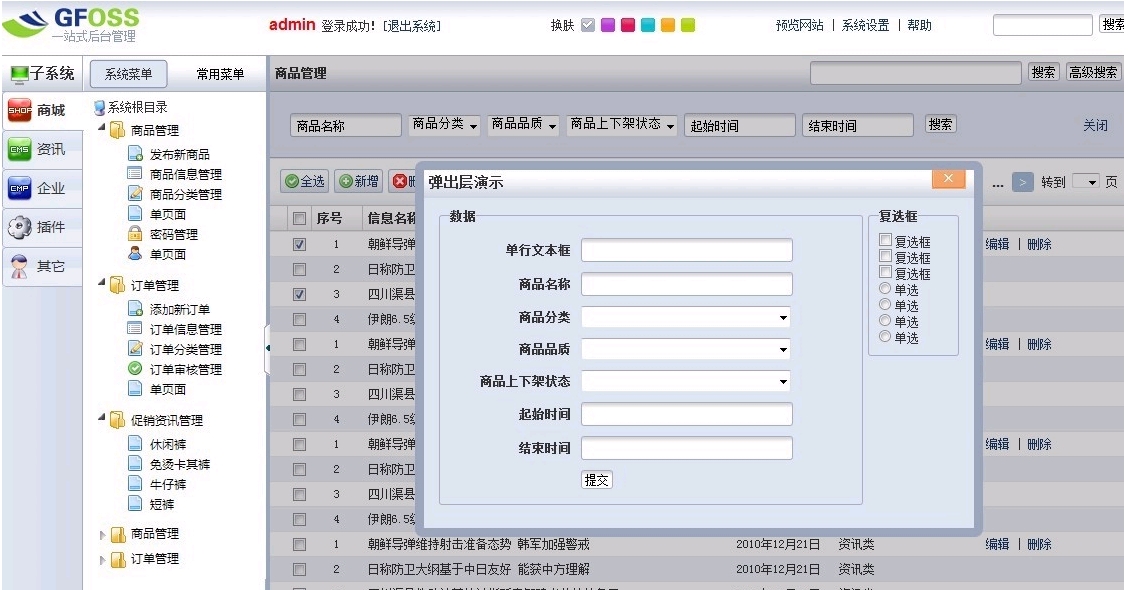 GFOSS
一站式后台管理
admin 登录成功! [退出系统]
换肤
预览网站 | 系统设置 | 帮助
搜索
子系统
商城
资讯
企业
插件
其它
SHOP
CMS
CMP
系统菜单 常用菜单
系统根目录
商品管理
发布新商品
商品信息管理
商品分类管理
单页面
密码管理
单页面
订单管理
添加新订单
订单信息管理
订单分类管理
订单审核管理
单页面
促销资讯管理
休闲裤
免烫卡其裤
牛仔裤
短裤
商品管理
订单管理
商品管理
搜索 高级搜索
商品名称 商品分类 商品品质 商品上下架状态 起始时间 结束时间 搜索 关闭
全选 新增
... > 转到 页
序号 信息名称
1 朝鲜导弹 编辑 | 删除
2 日称防卫
3 四川渠县
4 伊朗6.5级
1 朝鲜导弹 编辑 | 删除
2 日称防卫
3 四川渠县
4 伊朗6.5级
1 朝鲜导弹 编辑 | 删除
2 日称防卫
3 四川渠县
4 伊朗6.5级
1 朝鲜导弹维持射击准备态势 韩军加强警戒 2010年12月21日 资讯类 编辑 | 删除
2 日称防卫大纲基于中日友好 能获中方理解 2010年12月21日 资讯类
弹出层演示
数据
单行文本框
商品名称
商品分类
商品品质
商品上下架状态
起始时间
结束时间
提交
复选框
复选框
复选框
复选框
单选
单选
单选
单选